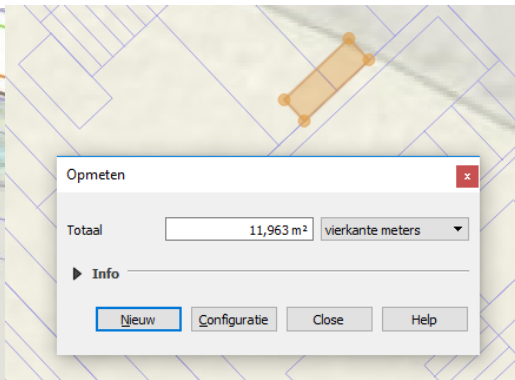 Opmeten
x
Totaal 11,963 m² vierkante meters
Info
Nieuw Configuratie Close Help